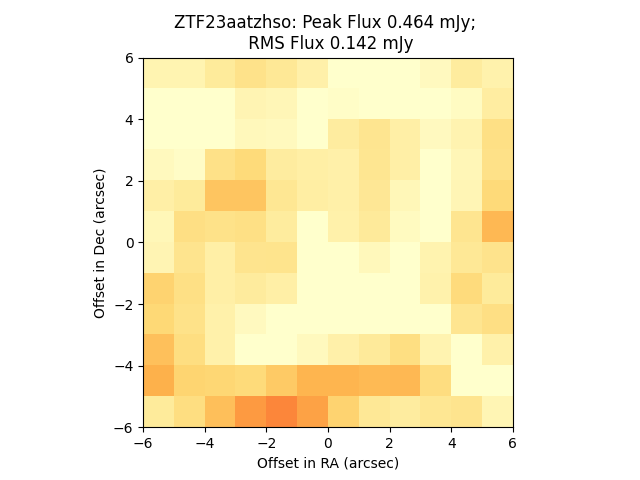 ZTF23aatzhso: Peak Flux 0.464 mJy;
RMS Flux 0.142 mJy
6
4
2
0
−2
−4
−6
Offset in Dec (arcsec)
−6 −4 −2 0 2 4 6
Offset in RA (arcsec)